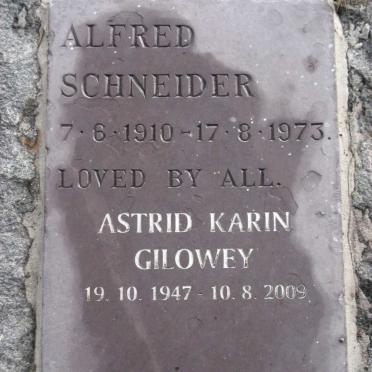 ALFRED
SCHNEIDER
7·6·1910-17·8·1973.
LOVED BY ALL.
ASTRID KARIN
GILOWEY
19. 10. 1947 - 10. 8. 2009